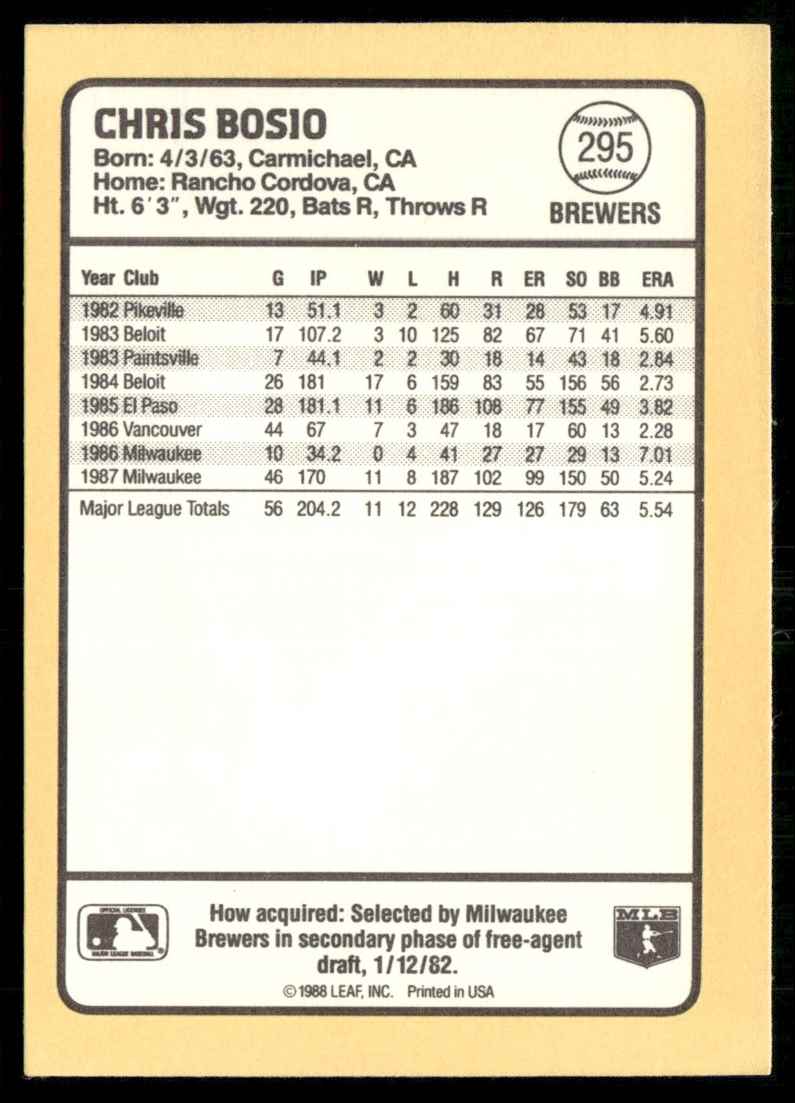 CHRIS BOSIO
Born: 4/3/63, Carmichael, CA
Home: Rancho Cordova, CA
Ht. 6'3", Wgt. 220, Bats R, Throws R
295
BREWERS
Year Club G IP W L H R ER SO BB ERA
1982 Pikeville 13 51.1 3 2 60 31 28 53 17 4.91
1983 Beloit 17 107.2 3 10 125 82 67 71 41 5.60
1983 Paintsville 7 44.1 2 2 30 18 14 43 18 2.84
1984 Beloit 26 181 17 6 159 83 55 156 56 2.73
1985 El Paso 28 181.1 11 6 186 108 77 155 49 3.82
1986 Vancouver 44 67 7 3 47 18 17 60 13 2.28
1986 Milwaukee 10 34.2 0 4 41 27 27 29 13 7.01
1987 Milwaukee 46 170 11 8 187 102 99 150 50 5.24
Major League Totals 56 204.2 11 12 228 129 126 179 63 5.54
OFFICIAL LICENSEE
MAJOR LEAGUE BASEBALL
How acquired: Selected by Milwaukee
Brewers in secondary phase of free-agent
draft, 1/12/82.
© 1988 LEAF, INC. Printed in USA
MLB